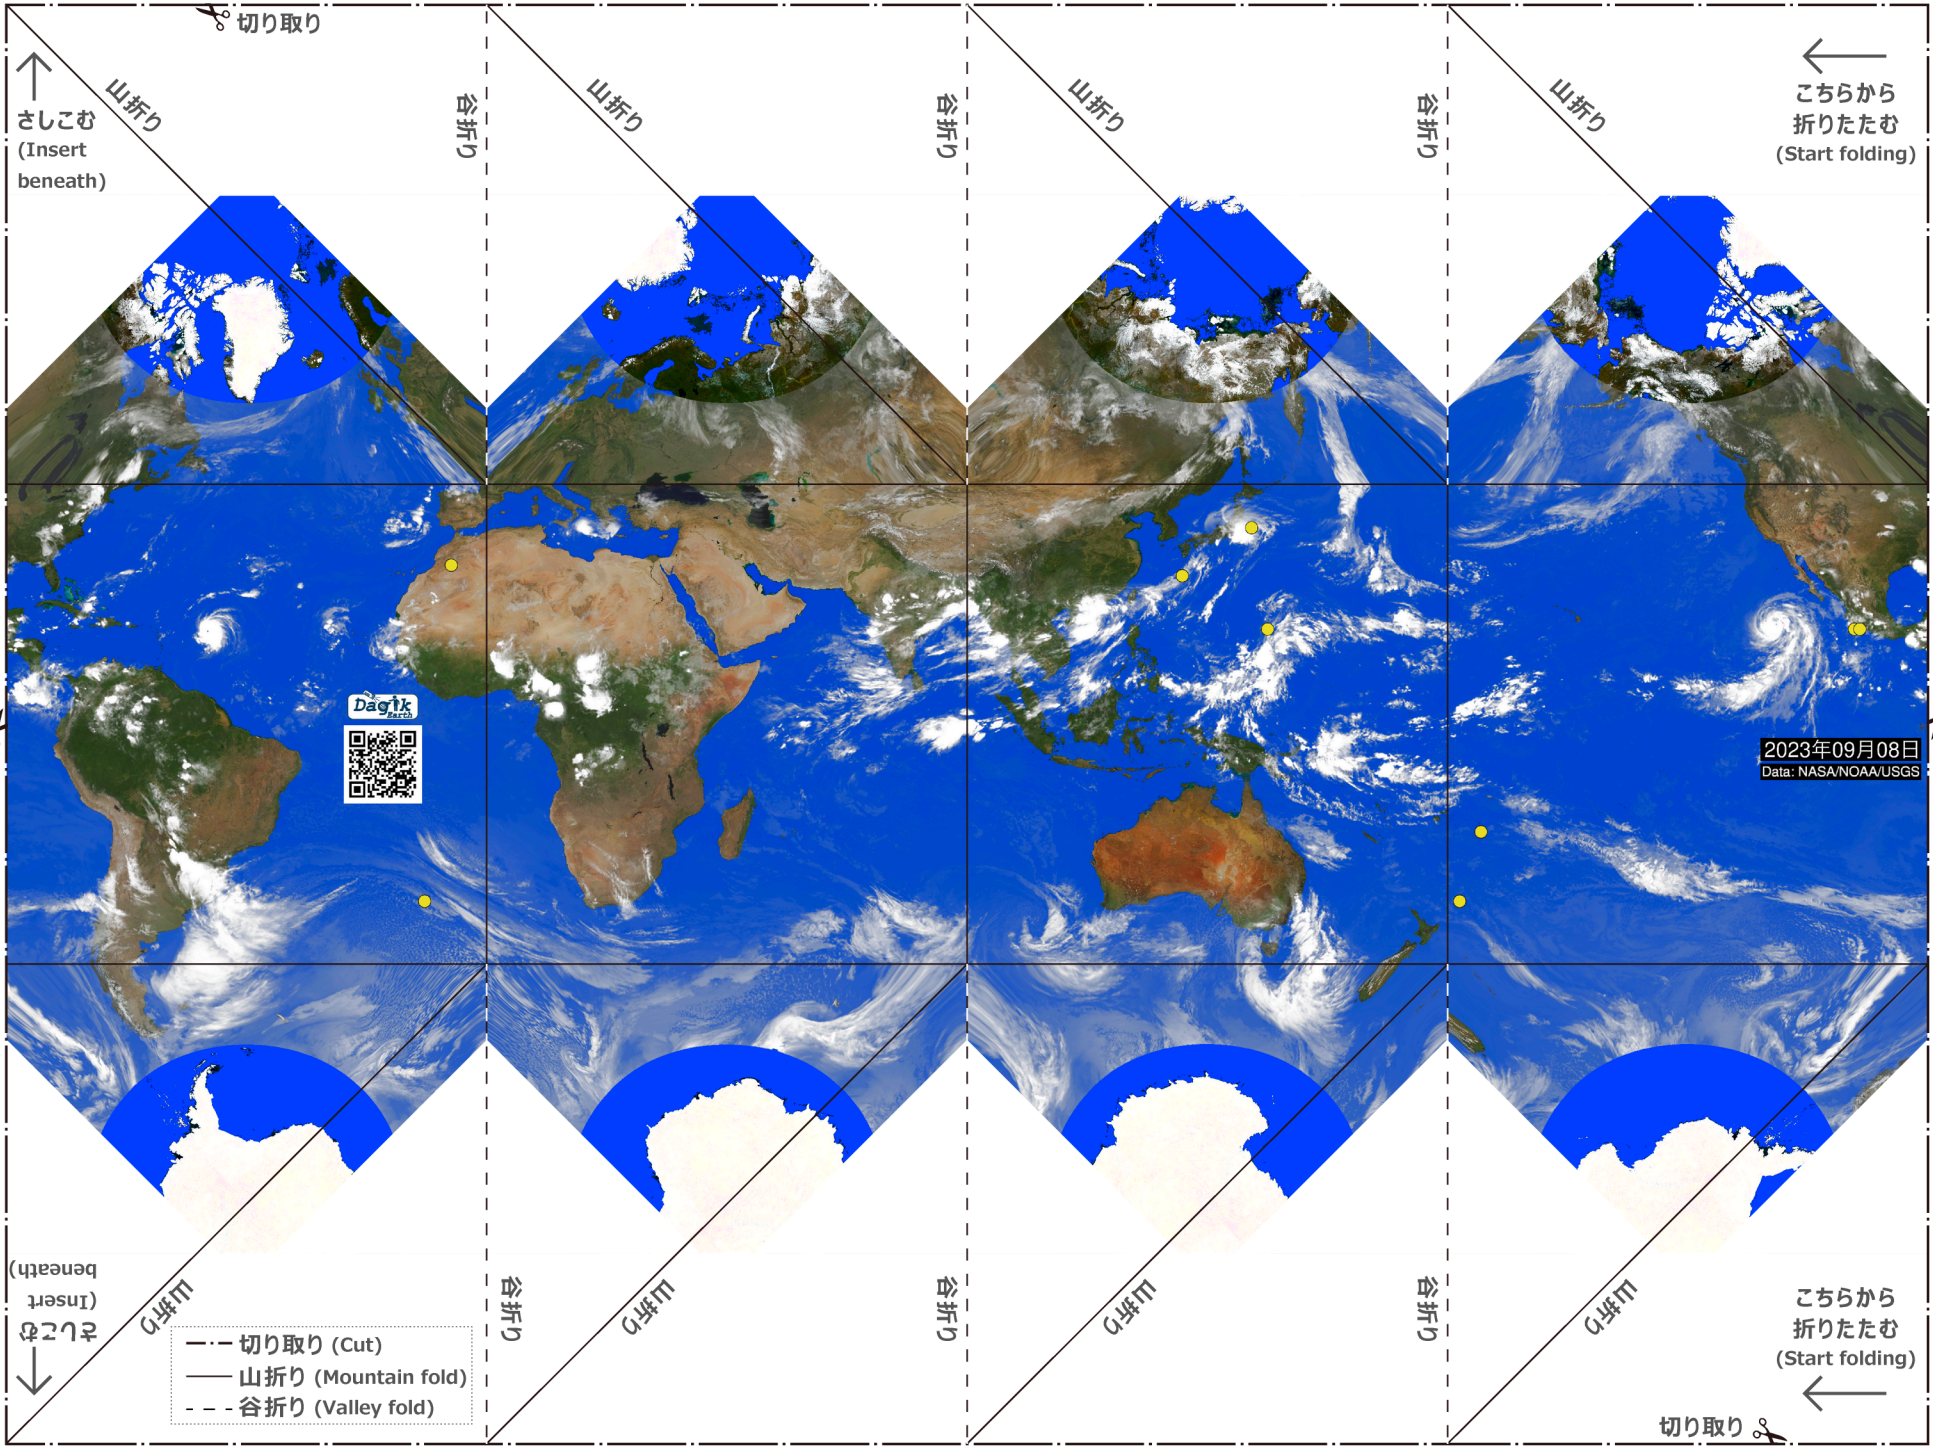 切り取り
山折り
谷折り
山折り
谷折り
山折り
谷折り
山折り
さしこむ
(Insert
beneath)
こちらから
折りたたむ
(Start folding)
Dagik
Earth
2023年09月08日
Data: NASA/NOAA/USGS
さしこむ
(Insert
beneath)
山折り
谷折り
山折り
谷折り
山折り
谷折り
山折り
こちらから
折りたたむ
(Start folding)
切り取り (Cut)
山折り (Mountain fold)
谷折り (Valley fold)
切り取り